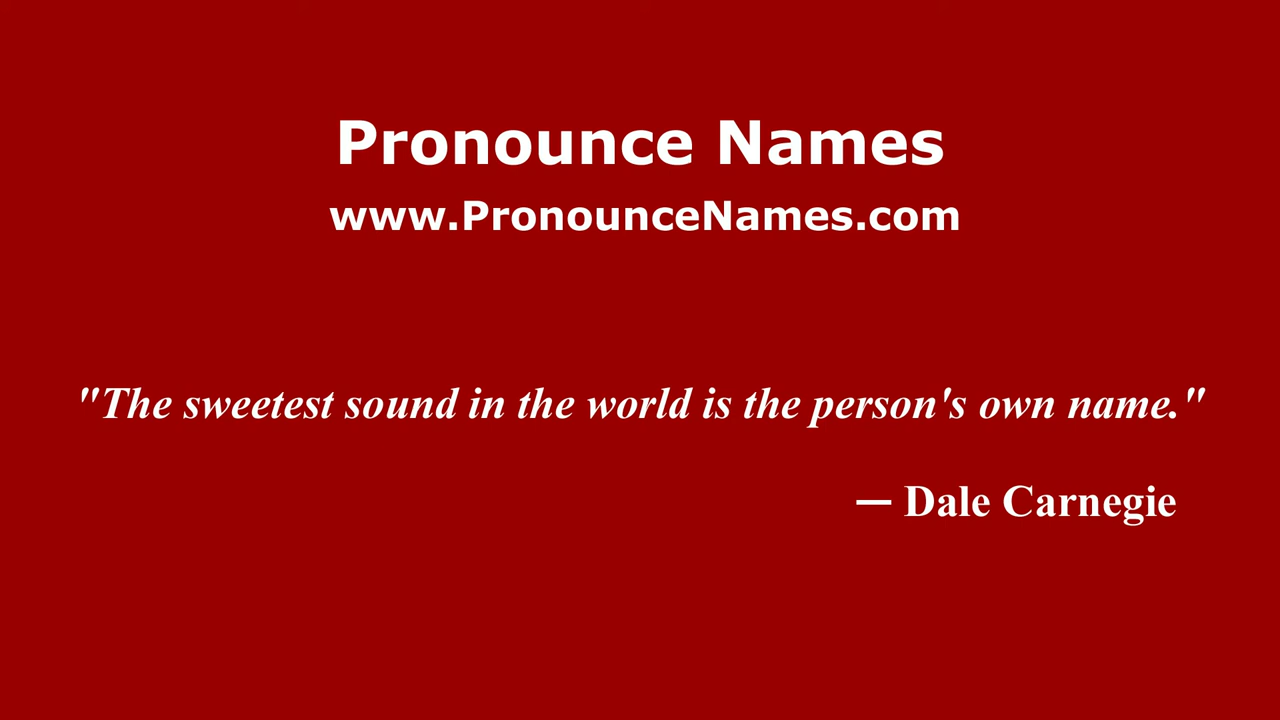 Pronounce Names
www.PronounceNames.com
"The sweetest sound in the world is the person's own name."
— Dale Carnegie